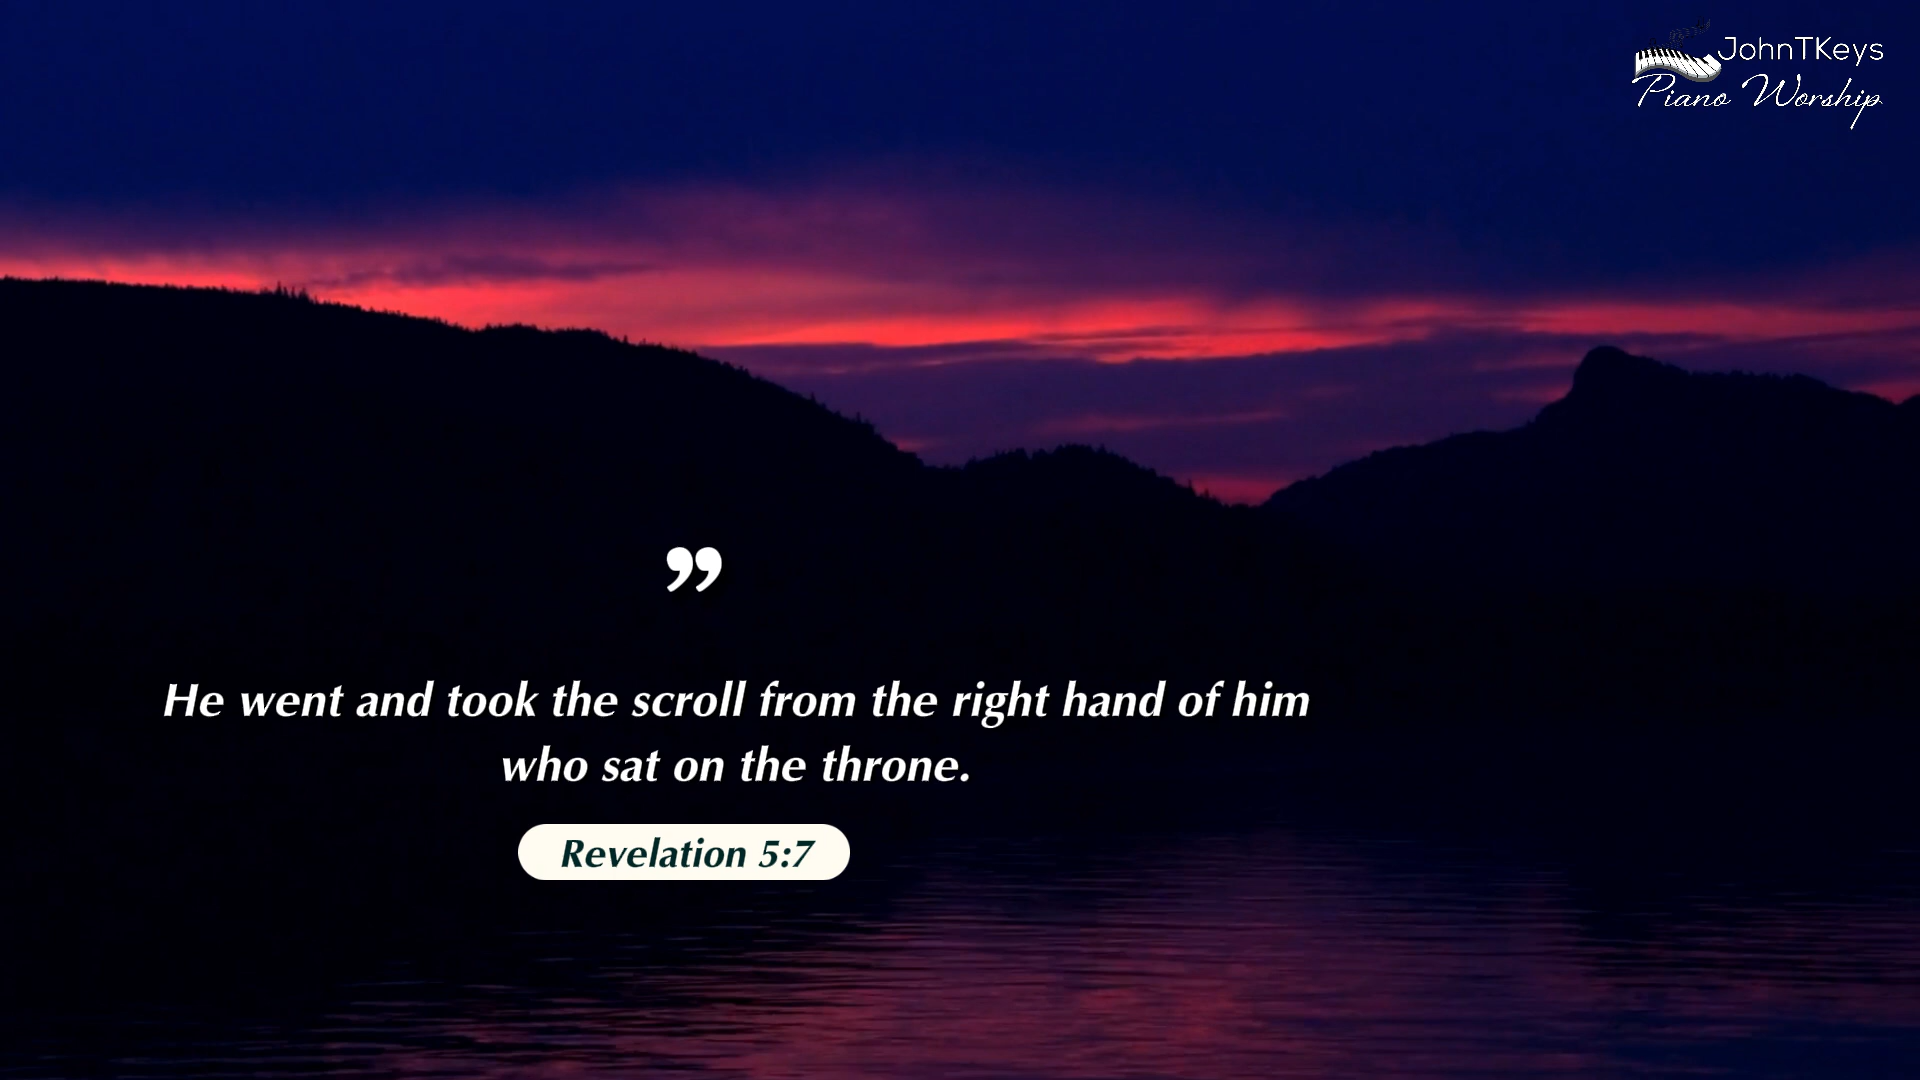 JohnTKeys
Piano Worship
”
He went and took the scroll from the right hand of him
who sat on the throne.
Revelation 5:7